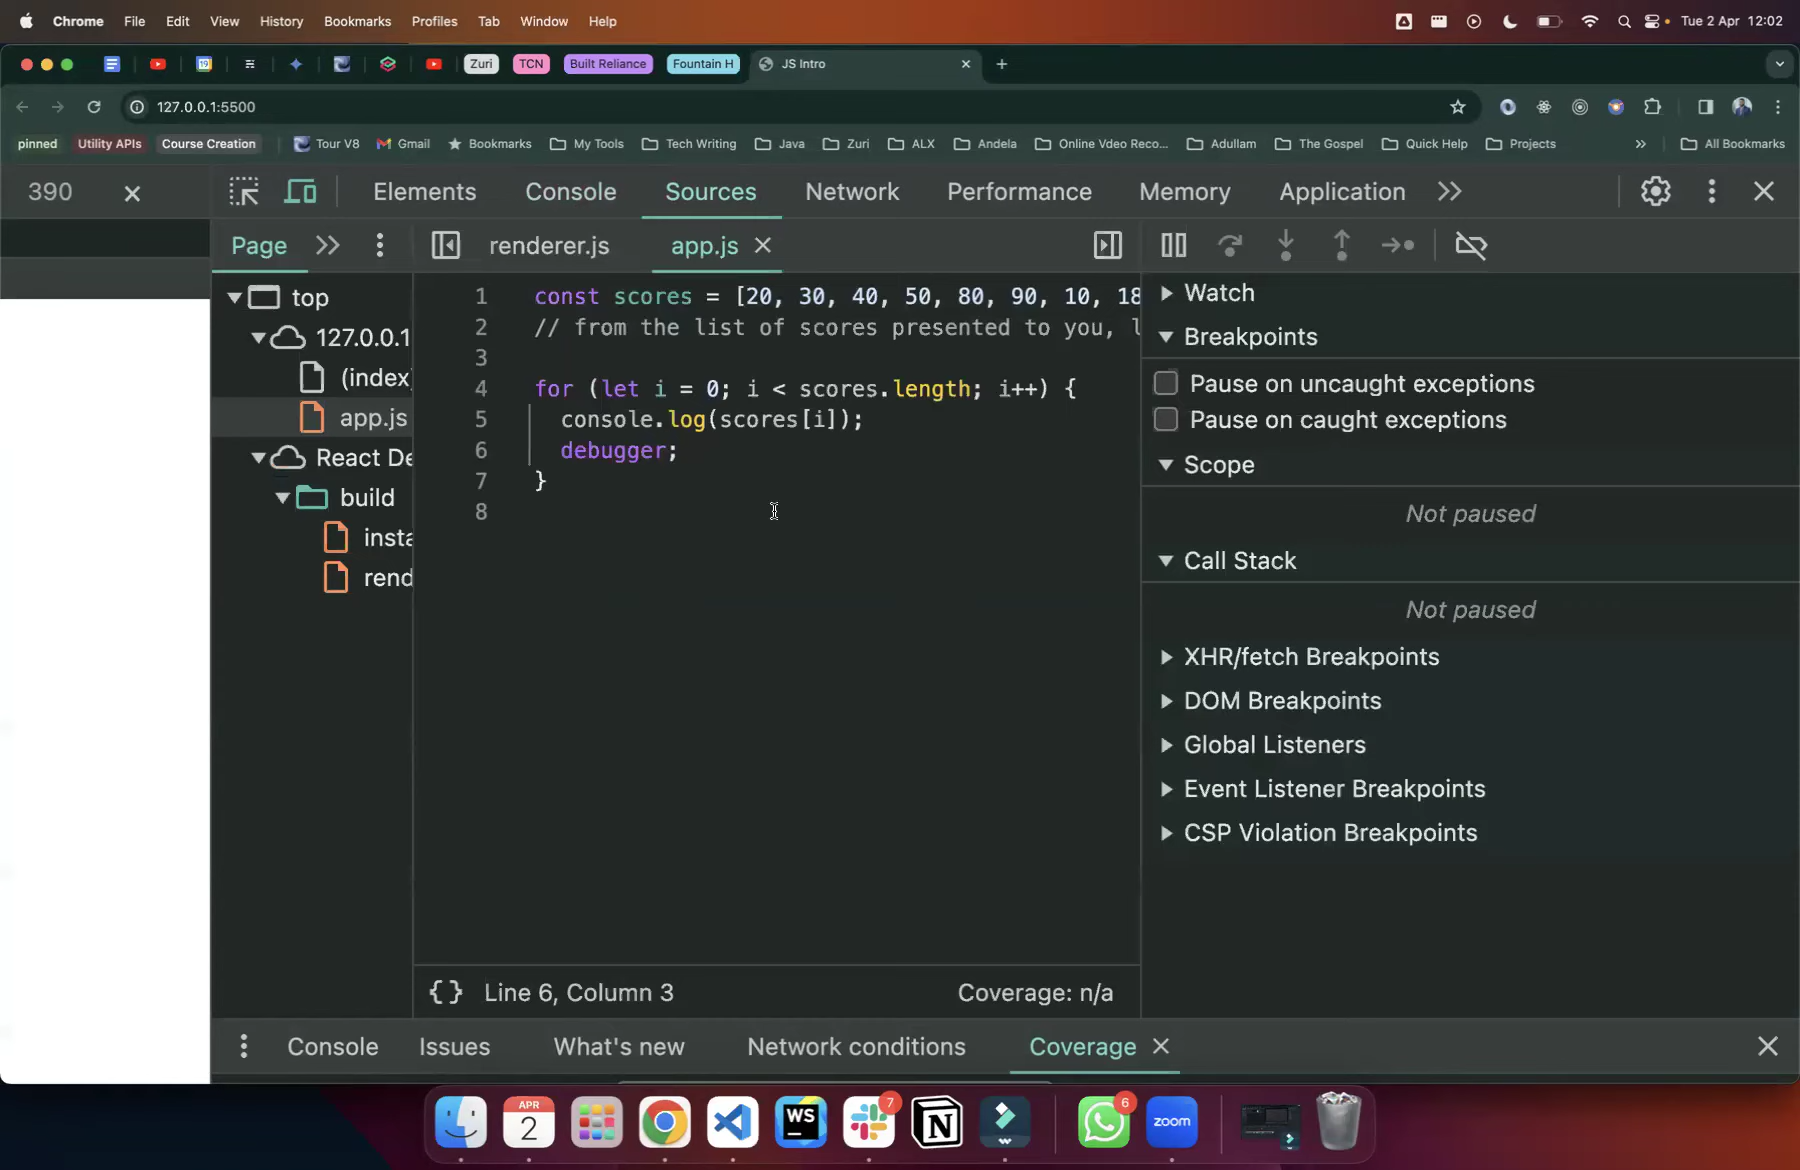 Chrome File Edit View History Bookmarks Profiles Tab Window Help Tue 2 Apr 12:02
19 Zuri TCN Built Reliance Fountain H JS Intro
127.0.0.1:5500
pinned Utility APIs Course Creation Tour V8 Gmail Bookmarks My Tools Tech Writing Java Zuri ALX Andela Online Vdeo Reco... Adullam The Gospel Quick Help Projects All Bookmarks
390 Elements Console Sources Network Performance Memory Application
Page renderer.js app.js
top
127.0.0.1
(index)
app.js
React De
build
insta
rend
1 const scores = [20, 30, 40, 50, 80, 90, 10, 18
2 // from the list of scores presented to you, l
3
4 for (let i = 0; i < scores.length; i++) {
5 console.log(scores[i]);
6 debugger;
7 }
8
Watch
Breakpoints
Pause on uncaught exceptions
Pause on caught exceptions
Scope
Not paused
Call Stack
Not paused
XHR/fetch Breakpoints
DOM Breakpoints
Global Listeners
Event Listener Breakpoints
CSP Violation Breakpoints
{} Line 6, Column 3 Coverage: n/a
Console Issues What's new Network conditions Coverage
APR
2
WS
7
6
zoom